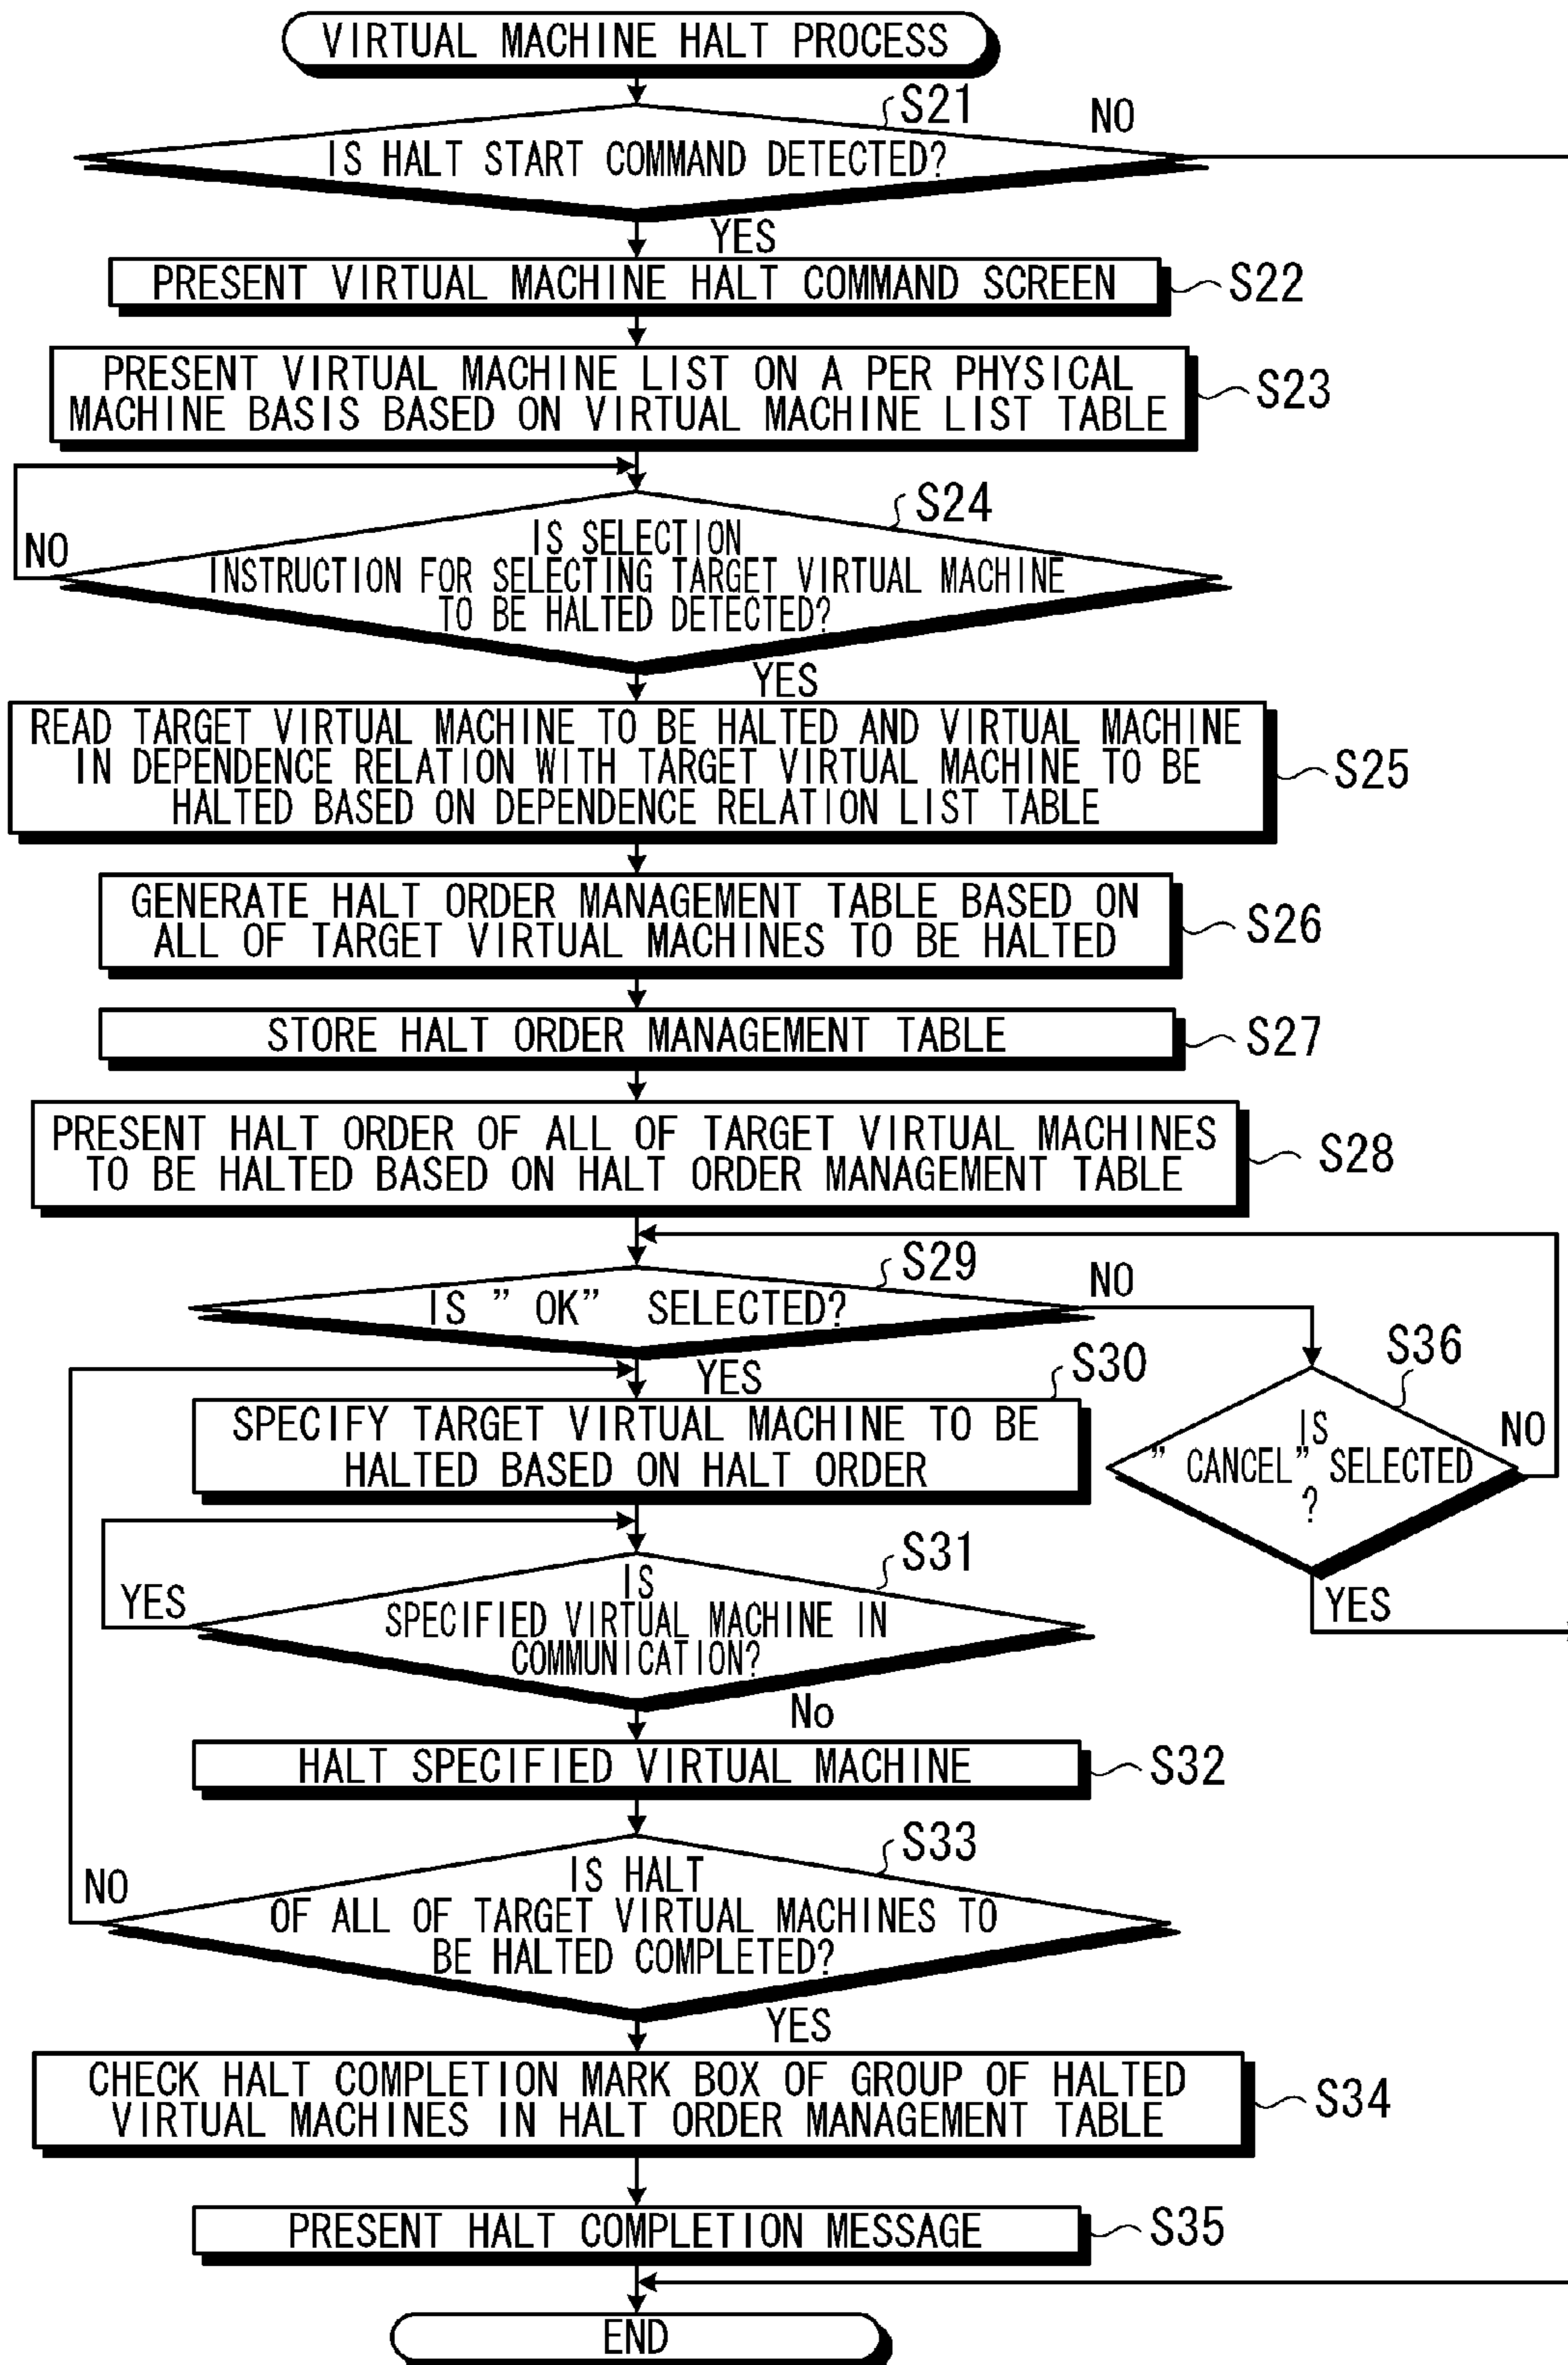 VIRTUAL MACHINE HALT PROCESS
S21
NO
IS HALT START COMMAND DETECTED?
YES
PRESENT VIRTUAL MACHINE HALT COMMAND SCREEN
S22
PRESENT VIRTUAL MACHINE LIST ON A PER PHYSICAL
MACHINE BASIS BASED ON VIRTUAL MACHINE LIST TABLE
S23
S24
NO
IS SELECTION
INSTRUCTION FOR SELECTING TARGET VIRTUAL MACHINE
TO BE HALTED DETECTED?
YES
READ TARGET VIRTUAL MACHINE TO BE HALTED AND VIRTUAL MACHINE
IN DEPENDENCE RELATION WITH TARGET VIRTUAL MACHINE TO BE
HALTED BASED ON DEPENDENCE RELATION LIST TABLE
S25
GENERATE HALT ORDER MANAGEMENT TABLE BASED ON
ALL OF TARGET VIRTUAL MACHINES TO BE HALTED
S26
STORE HALT ORDER MANAGEMENT TABLE
S27
PRESENT HALT ORDER OF ALL OF TARGET VIRTUAL MACHINES
TO BE HALTED BASED ON HALT ORDER MANAGEMENT TABLE
S28
S29
NO
IS ” OK” SELECTED?
YES
S30
SPECIFY TARGET VIRTUAL MACHINE TO BE
HALTED BASED ON HALT ORDER
S36
IS
” CANCEL” SELECTED
?
NO
YES
S31
YES
IS
SPECIFIED VIRTUAL MACHINE IN
COMMUNICATION?
No
HALT SPECIFIED VIRTUAL MACHINE
S32
S33
NO
IS HALT
OF ALL OF TARGET VIRTUAL MACHINES TO
BE HALTED COMPLETED?
YES
CHECK HALT COMPLETION MARK BOX OF GROUP OF HALTED
VIRTUAL MACHINES IN HALT ORDER MANAGEMENT TABLE
S34
PRESENT HALT COMPLETION MESSAGE
S35
END